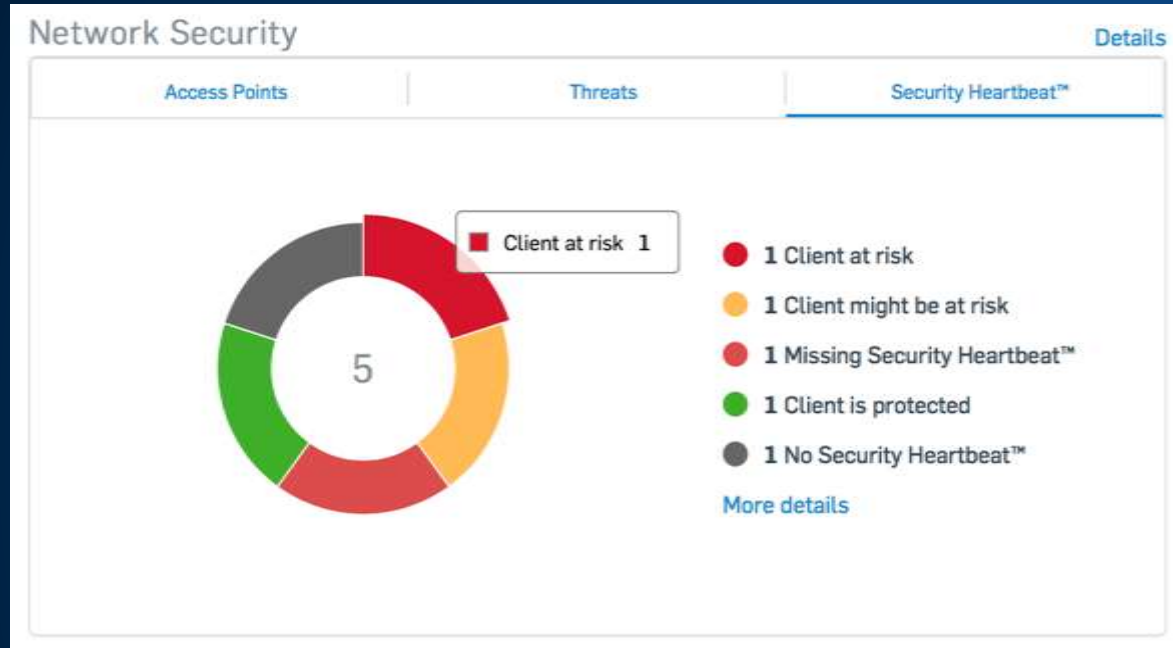 Network Security
Details
Access Points
Threats
Security Heartbeat™
Client at risk 1
5
1 Client at risk
1 Client might be at risk
1 Missing Security Heartbeat™
1 Client is protected
1 No Security Heartbeat™
More details